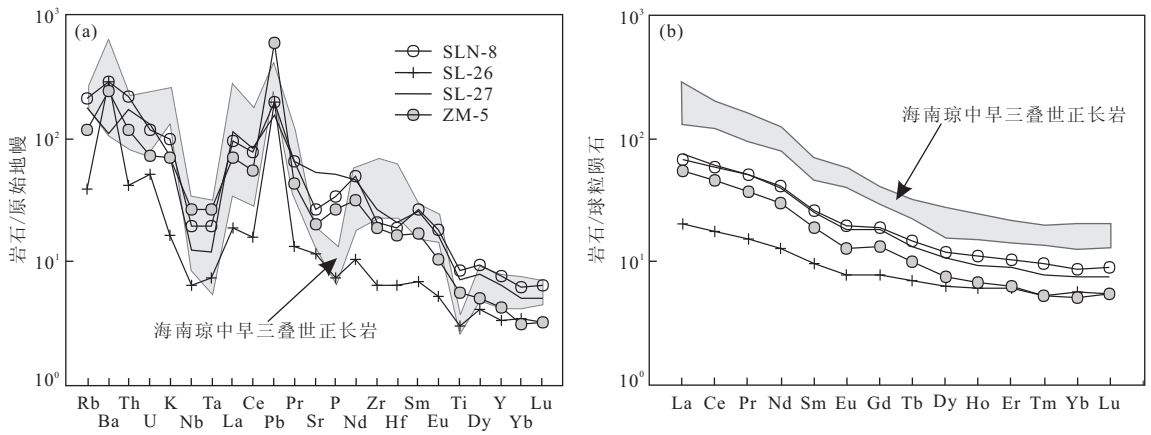 (a)
10³
10²
10¹
10⁰
岩石/原始地幔
SLN-8
SL-26
SL-27
ZM-5
海南琼中早三叠世正长岩
Rb Th K Ta Ce Pr P Zr Sm Ti Y Lu
Ba U Nb La Pb Sr Nd Hf Eu Dy Yb
(b)
10³
10²
10¹
10⁰
岩石/球粒陨石
海南琼中早三叠世正长岩
La Ce Pr Nd Sm Eu Gd Tb Dy Ho Er Tm Yb Lu